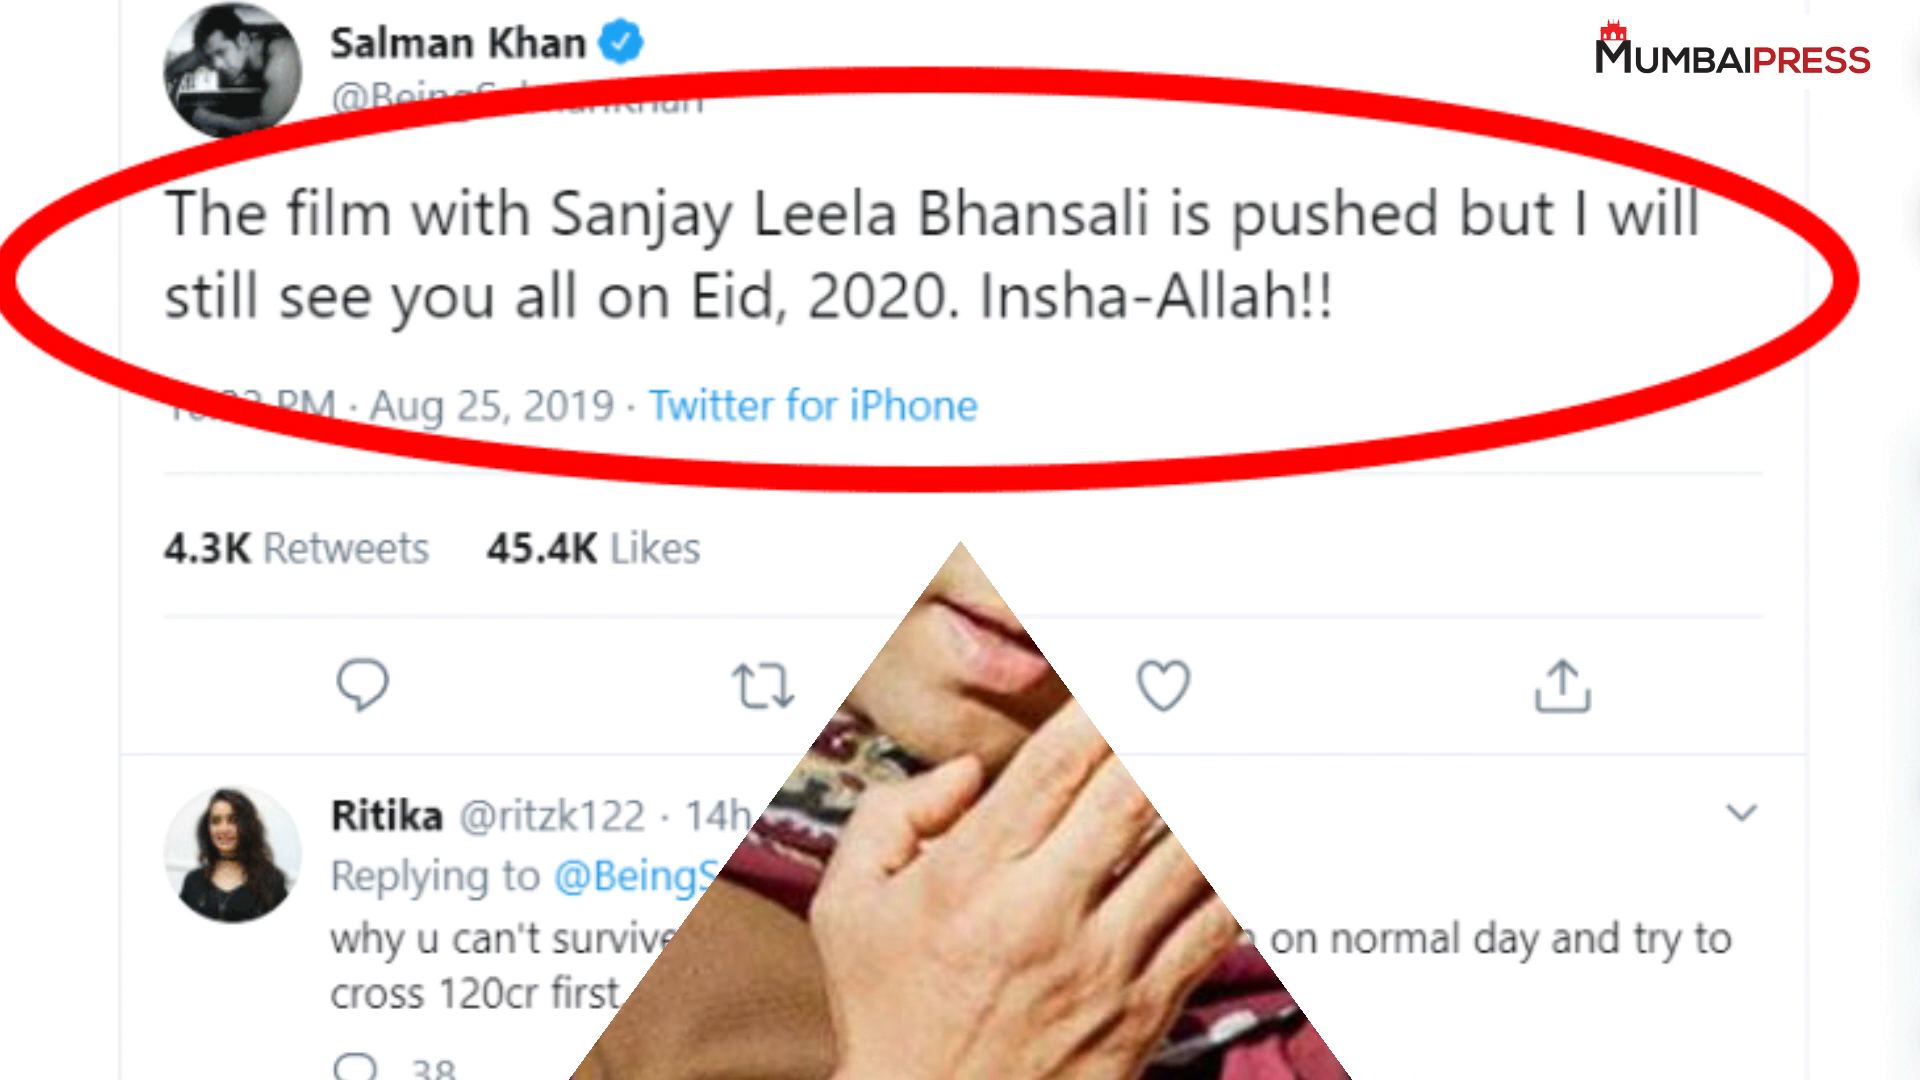 Salman Khan
MUMBAIPRESS
@BeingSalmanKhan
The film with Sanjay Leela Bhansali is pushed but I will
still see you all on Eid, 2020. Insha-Allah!!
PM · Aug 25, 2019 · Twitter for iPhone
4.3K Retweets 45.4K Likes
Ritika @ritzk122 · 14h
Replying to @BeingS
why u can't survive on normal day and try to
cross 120cr first.
38